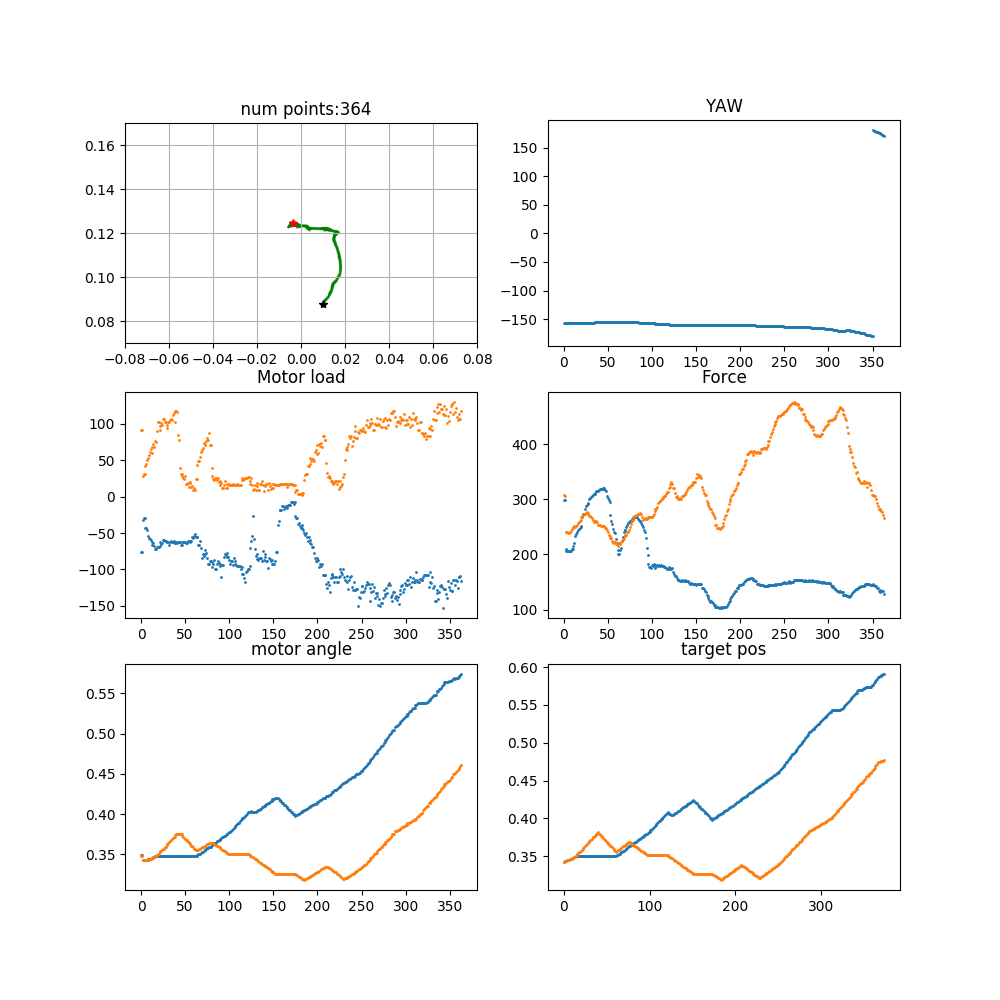 num points:364
0.16
0.14
0.12
0.10
0.08
−0.08 −0.06 −0.04 −0.02 0.00 0.02 0.04 0.06 0.08
YAW
150
100
50
0
−50
−100
−150
0 50 100 150 200 250 300 350
Motor load
100
50
0
−50
−100
−150
0 50 100 150 200 250 300 350
Force
400
300
200
100
0 50 100 150 200 250 300 350
motor angle
0.55
0.50
0.45
0.40
0.35
0 50 100 150 200 250 300 350
target pos
0.60
0.55
0.50
0.45
0.40
0.35
0 100 200 300